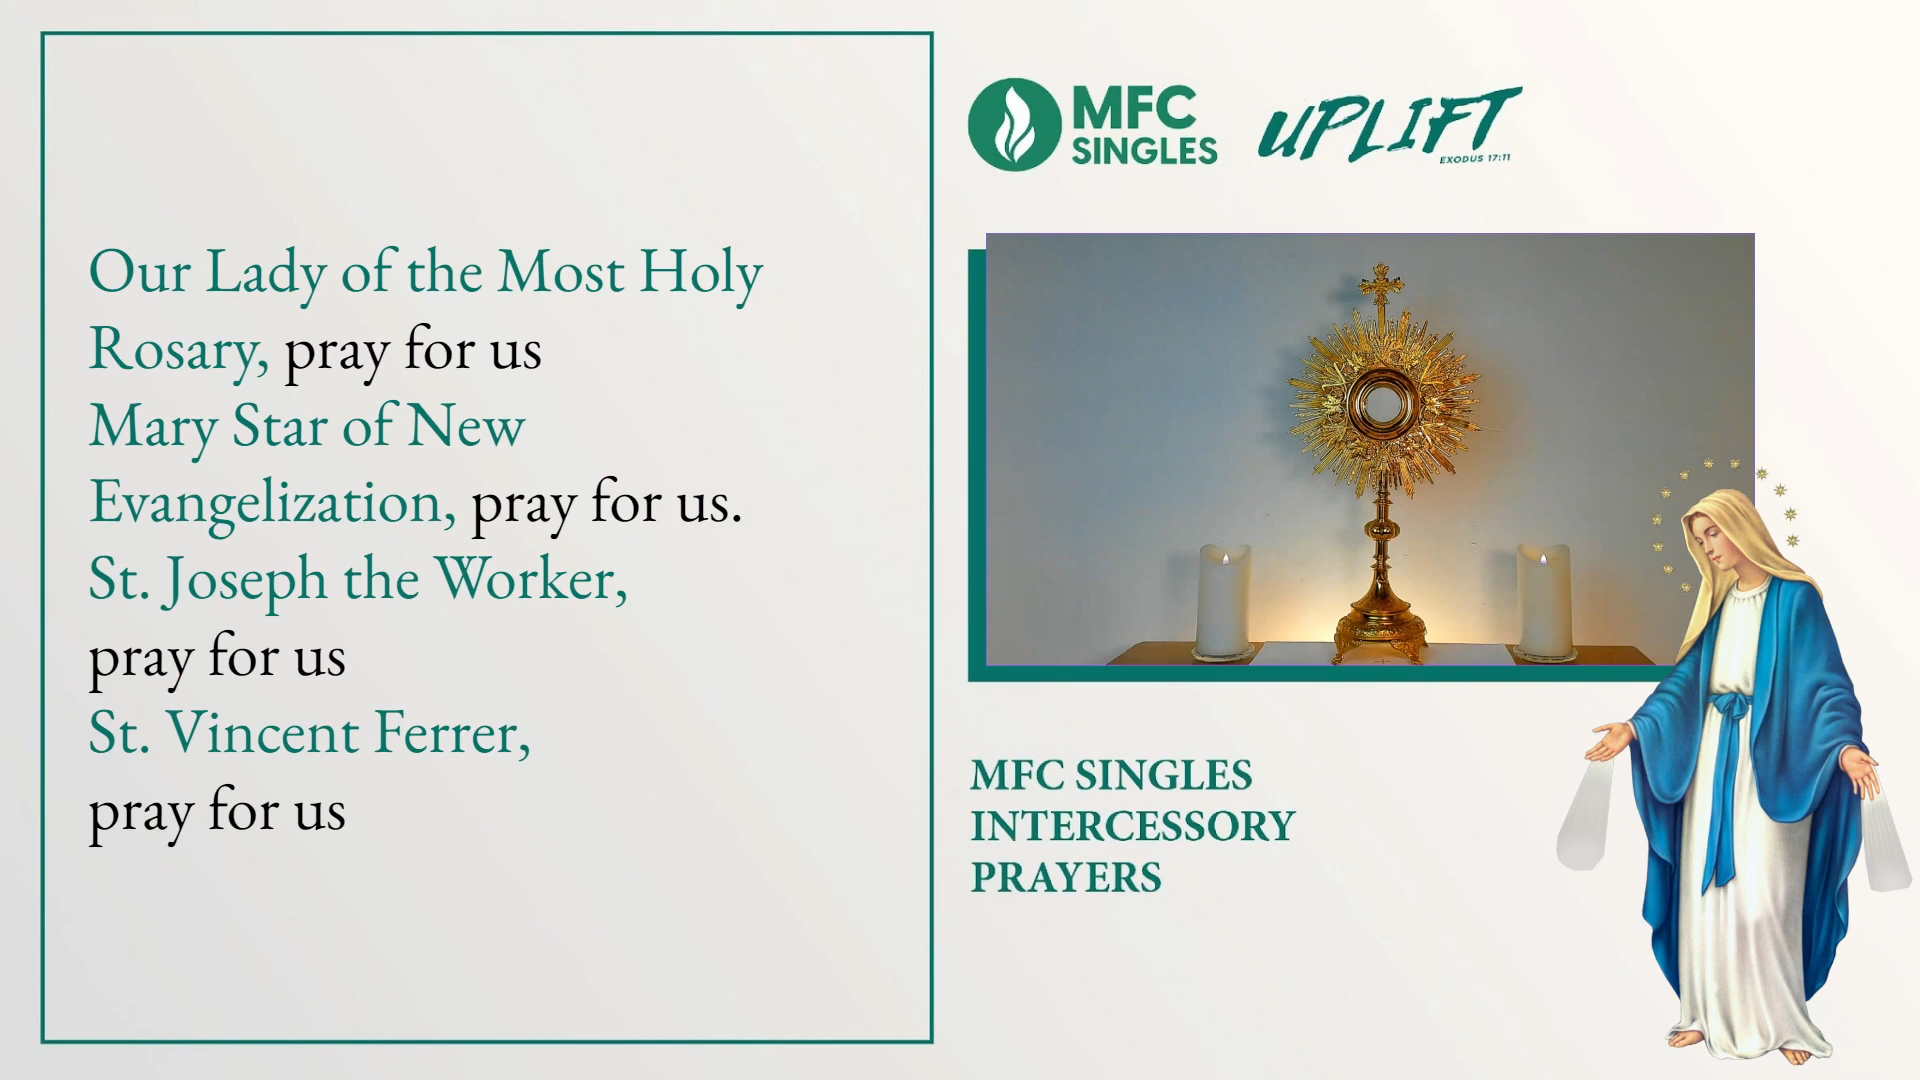 Our Lady of the Most Holy
Rosary, pray for us
Mary Star of New
Evangelization, pray for us.
St. Joseph the Worker,
pray for us
St. Vincent Ferrer,
pray for us
MFC
SINGLES
UPLIFT
EXODUS 17:11
MFC SINGLES
INTERCESSORY
PRAYERS